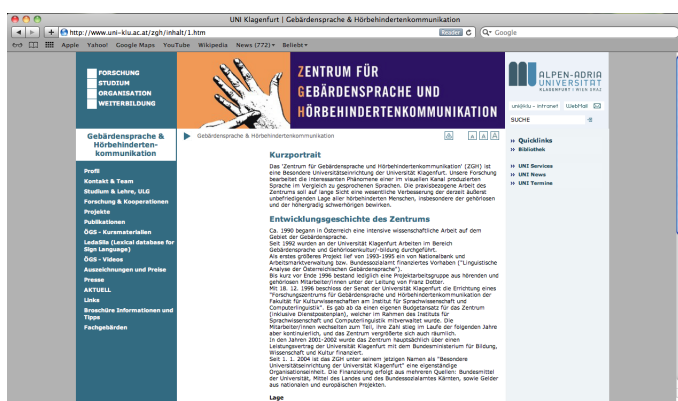 UNI Klagenfurt | Gebärdensprache & Hörbehindertenkommunikation
http://www.uni-klu.ac.at/zgh/inhalt/1.htm
Reader
Google
Apple Yahoo! Google Maps YouTube Wikipedia News (772) Beliebt
FORSCHUNG
STUDIUM
ORGANISATION
WEITERBILDUNG
ZENTRUM FÜR
GEBÄRDENSPRACHE UND
HÖRBEHINDERTENKOMMUNIKATION
ALPEN-ADRIA
UNIVERSITÄT
KLAGENFURT | WIEN GRAZ
uni@klu - intranet WebMail
SUCHE
Quicklinks
Bibliothek
UNI Services
UNI News
UNI Termine
Gebärdensprache &
Hörbehinderten-
kommunikation
Profil
Kontakt & Team
Studium & Lehre, ULG
Forschung & Kooperationen
Projekte
Publikationen
ÖGS - Kursmaterialien
LedaSila (Lexical database for
Sign Language)
ÖGS - Videos
Auszeichnungen und Preise
Presse
AKTUELL
Links
Broschüre Informationen und
Tipps
Fachgebärden
Gebärdensprache & Hörbehindertenkommunikation
A A A
Kurzportrait
Das 'Zentrum für Gebärdensprache und Hörbehindertenkommunikation' (ZGH) ist
eine Besondere Universitätseinrichtung der Universität Klagenfurt. Unsere Forschung
bearbeitet die interessanten Phänomene einer im visuellen Kanal produzierten
Sprache im Vergleich zu gesprochenen Sprachen. Die praxisbezogene Arbeit des
Zentrums soll auf lange Sicht eine wesentliche Verbesserung der derzeit äußerst
unbefriedigenden Lage aller hörbehinderten Menschen, insbesondere der gehörlosen
und der höhergradig schwerhörigen bewirken.
Entwicklungsgeschichte des Zentrums
Ca. 1990 begann in Österreich eine intensive wissenschaftliche Arbeit auf dem
Gebiet der Gebärdensprache.
Seit 1992 wurden an der Universität Klagenfurt Arbeiten im Bereich
Gebärdensprache und Gehörlosenkultur/-bildung durchgeführt.
Als erstes größeres Projekt lief von 1993-1995 ein von Nationalbank und
Arbeitsmarktverwaltung bzw. Bundessozialamt finanziertes Vorhaben ("Linguistische
Analyse der Österreichischen Gebärdensprache").
Bis kurz vor Ende 1996 bestand lediglich eine Projektarbeitsgruppe aus hörenden und
gehörlosen Mitarbeiter/innen unter der Leitung von Franz Dotter.
Mit 18. 12. 1996 beschloss der Senat der Universität Klagenfurt die Errichtung eines
"Forschungszentrums für Gebärdensprache und Hörbehindertenkommunikation der
Fakultät für Kulturwissenschaften am Institut für Sprachwissenschaft und
Computerlinguistik". Es gab ab da einen eigenen Budgetansatz für das Zentrum
(inklusive Dienstpostenplan), welcher im Rahmen des Instituts für
Sprachwissenschaft und Computerlinguistik mitverwaltet wurde. Die
Mitarbeiter/innen wechselten zum Teil, ihre Zahl stieg im Laufe der folgenden Jahre
aber kontinuierlich, und das Zentrum vergrößerte sich auch räumlich.
In den Jahren 2001-2002 wurde das Zentrum hauptsächlich über einen
Leistungsvertrag der Universität Klagenfurt mit dem Bundesministerium für Bildung,
Wissenschaft und Kultur finanziert.
Seit 1. 1. 2004 ist das ZGH unter seinem jetzigen Namen als "Besondere
Universitätseinrichtung der Universität Klagenfurt" eine eigenständige
Organisationseinheit. Die Finanzierung erfolgt aus mehreren Quellen: Bundesmittel
der Universität, Mittel des Landes und des Bundessozialamtes Kärnten, sowie Gelder
aus nationalen und europäischen Projekten.
Lage